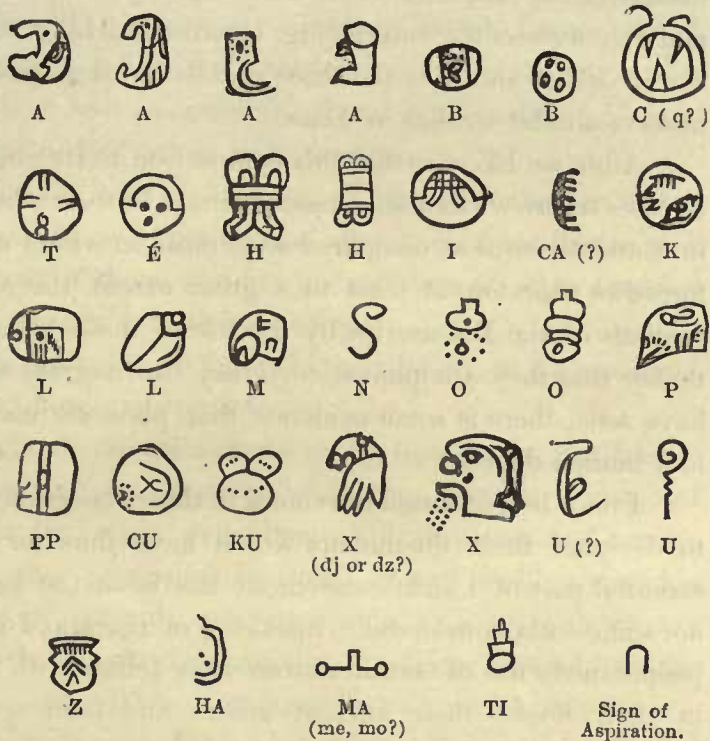 A A A A B B C (q?)
T É H H I CA (?) K
L L M N O O P
PP CU KU X X U (?) U
(dj or dz?)
Z HA MA TI Sign of
(me, mo?) Aspiration.